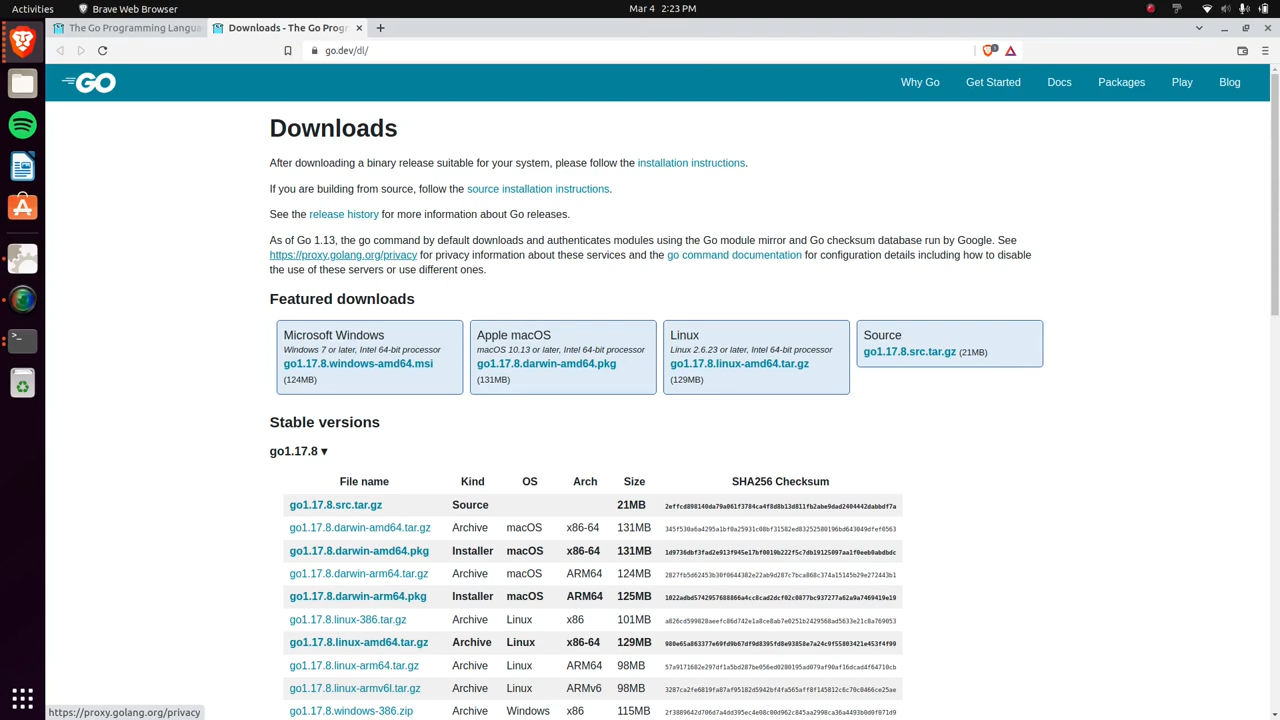 Activities
Brave Web Browser
Mar 4 2:23 PM
The Go Programming Langua
Downloads - The Go Progr
go.dev/dl/
GO
Why Go
Get Started
Docs
Packages
Play
Blog
Downloads
After downloading a binary release suitable for your system, please follow the installation instructions.
If you are building from source, follow the source installation instructions.
See the release history for more information about Go releases.
As of Go 1.13, the go command by default downloads and authenticates modules using the Go module mirror and Go checksum database run by Google. See
https://proxy.golang.org/privacy for privacy information about these services and the go command documentation for configuration details including how to disable
the use of these servers or use different ones.
Featured downloads
Microsoft Windows
Windows 7 or later, Intel 64-bit processor
go1.17.8.windows-amd64.msi
(124MB)
Apple macOS
macOS 10.13 or later, Intel 64-bit processor
go1.17.8.darwin-amd64.pkg
(131MB)
Linux
Linux 2.6.23 or later, Intel 64-bit processor
go1.17.8.linux-amd64.tar.gz
(129MB)
Source
go1.17.8.src.tar.gz (21MB)
Stable versions
go1.17.8 ▾
File name Kind OS Arch Size SHA256 Checksum
go1.17.8.src.tar.gz Source 21MB
go1.17.8.darwin-amd64.tar.gz Archive macOS x86-64 131MB
go1.17.8.darwin-amd64.pkg Installer macOS x86-64 131MB
go1.17.8.darwin-arm64.tar.gz Archive macOS ARM64 124MB
go1.17.8.darwin-arm64.pkg Installer macOS ARM64 125MB
go1.17.8.linux-386.tar.gz Archive Linux x86 101MB
go1.17.8.linux-amd64.tar.gz Archive Linux x86-64 129MB
go1.17.8.linux-arm64.tar.gz Archive Linux ARM64 98MB
go1.17.8.linux-armv6l.tar.gz Archive Linux ARMv6 98MB
go1.17.8.windows-386.zip Archive Windows x86 115MB
https://proxy.golang.org/privacy